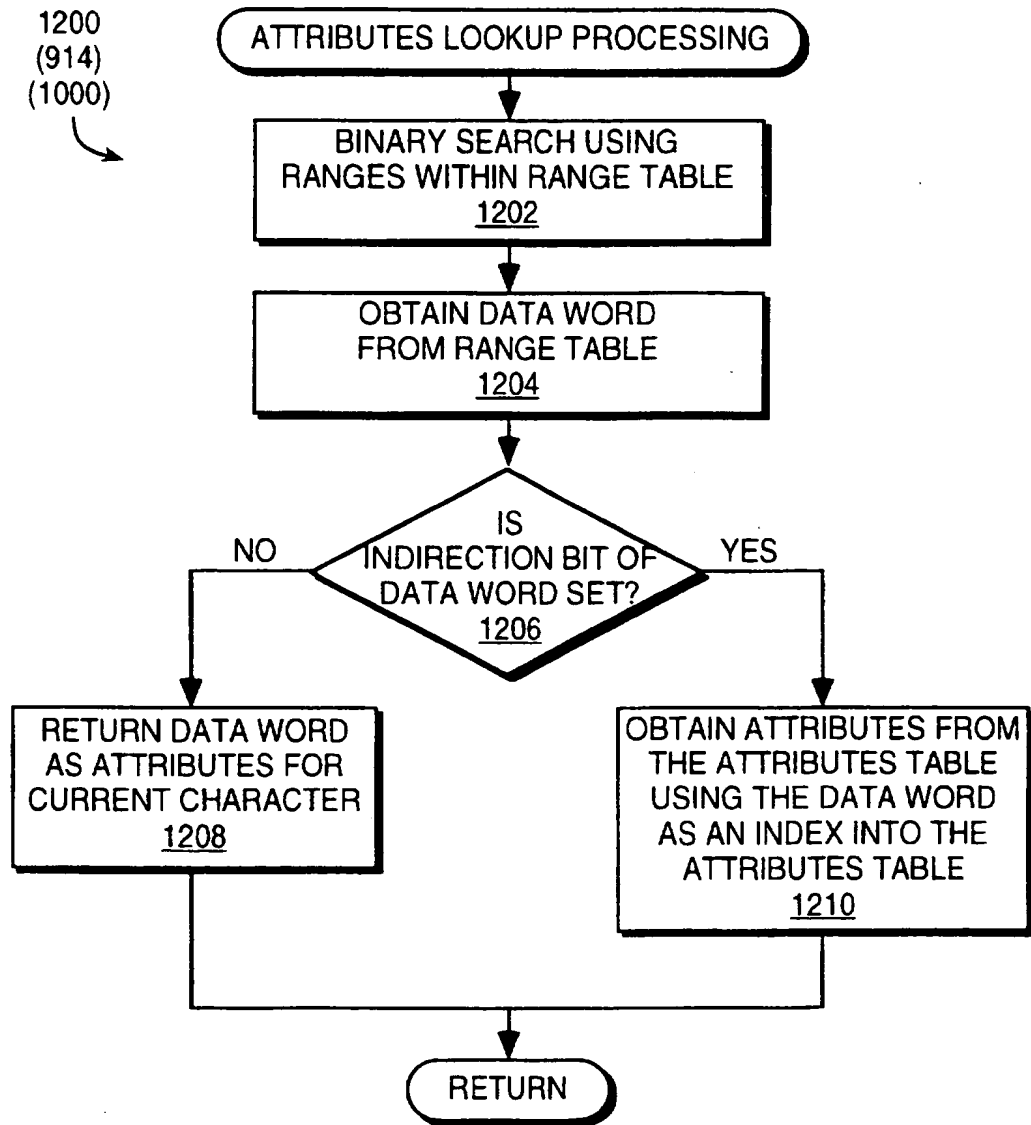 1200
(914)
(1000)
ATTRIBUTES LOOKUP PROCESSING
BINARY SEARCH USING
RANGES WITHIN RANGE TABLE
1202
OBTAIN DATA WORD
FROM RANGE TABLE
1204
IS
INDIRECTION BIT OF
DATA WORD SET?
1206
NO
YES
RETURN DATA WORD
AS ATTRIBUTES FOR
CURRENT CHARACTER
1208
OBTAIN ATTRIBUTES FROM
THE ATTRIBUTES TABLE
USING THE DATA WORD
AS AN INDEX INTO THE
ATTRIBUTES TABLE
1210
RETURN